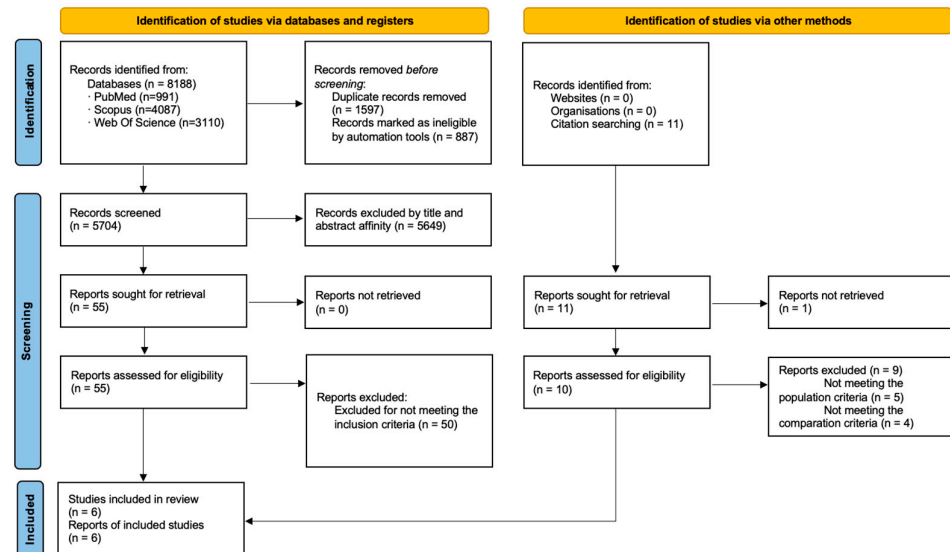 Identification of studies via databases and registers
Identification of studies via other methods
Identification
Records identified from:
Databases (n = 8188)
· PubMed (n=991)
· Scopus (n=4087)
· Web Of Science (n=3110)
Records removed before
screening:
Duplicate records removed
(n = 1597)
Records marked as ineligible
by automation tools (n = 887)
Records identified from:
Websites (n = 0)
Organisations (n = 0)
Citation searching (n = 11)
Screening
Records screened
(n = 5704)
Records excluded by title and
abstract affinity (n = 5649)
Reports sought for retrieval
(n = 55)
Reports not retrieved
(n = 0)
Reports sought for retrieval
(n = 11)
Reports not retrieved
(n = 1)
Reports assessed for eligibility
(n = 55)
Reports excluded:
Excluded for not meeting the
inclusion criteria (n = 50)
Reports assessed for eligibility
(n = 10)
Reports excluded (n = 9)
Not meeting the
population criteria (n = 5)
Not meeting the
comparation criteria (n = 4)
Included
Studies included in review
(n = 6)
Reports of included studies
(n = 6)